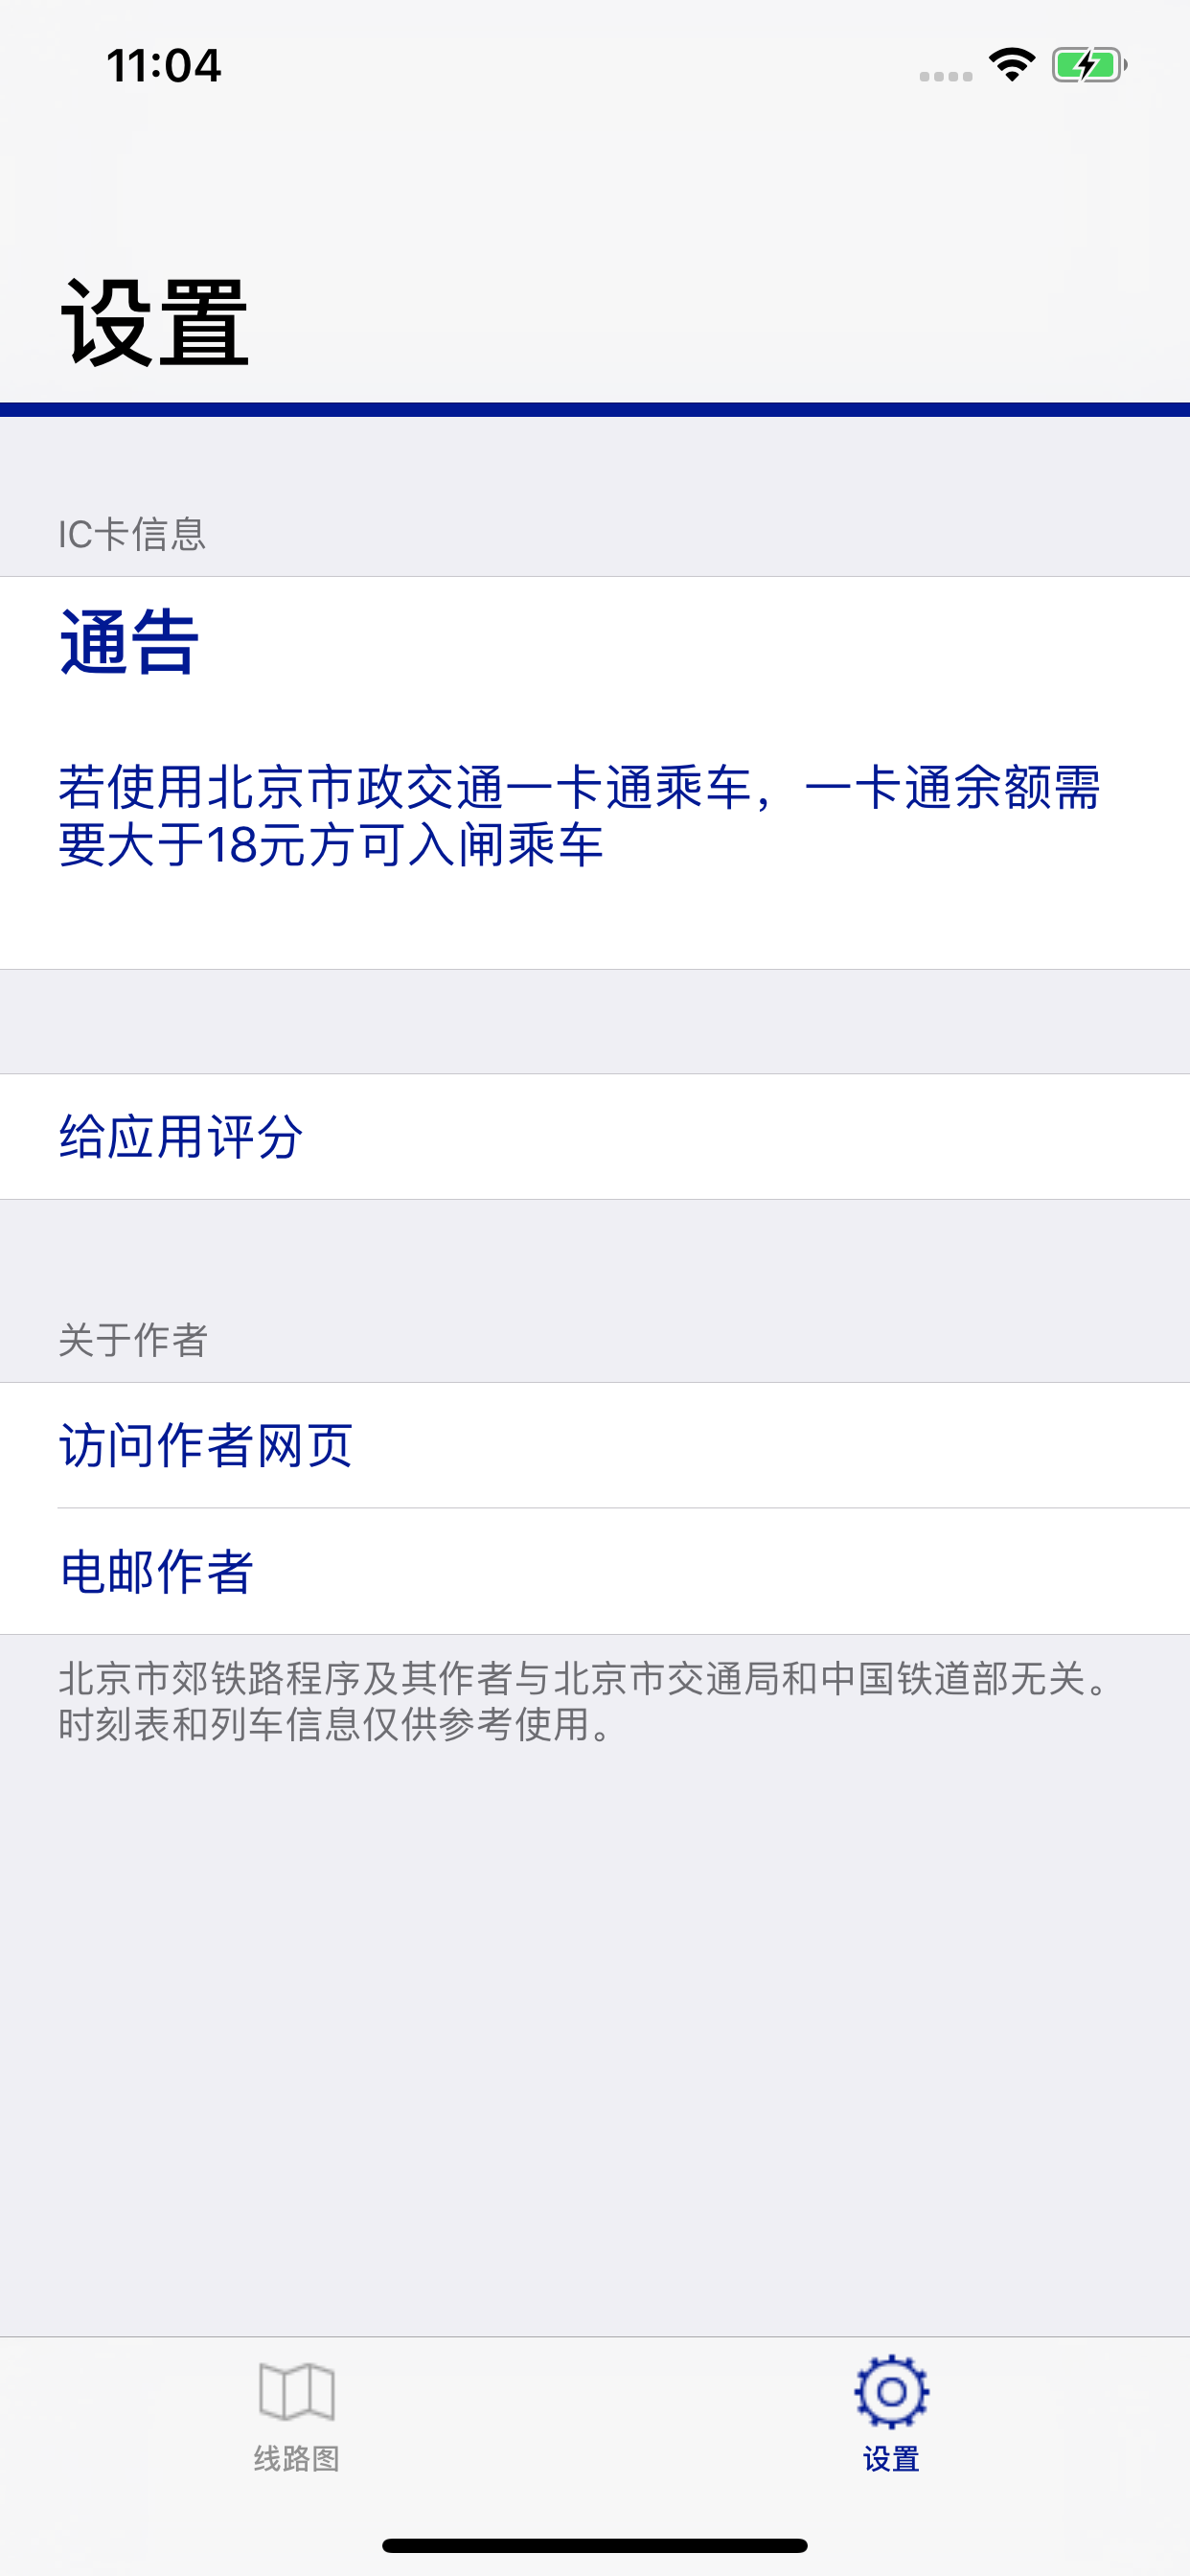 11:04
设置
IC卡信息
通告
若使用北京市政交通一卡通乘车，一卡通余额需
要大于18元方可入闸乘车
给应用评分
关于作者
访问作者网页
电邮作者
北京市郊铁路程序及其作者与北京市交通局和中国铁道部无关。
时刻表和列车信息仅供参考使用。
线路图
设置